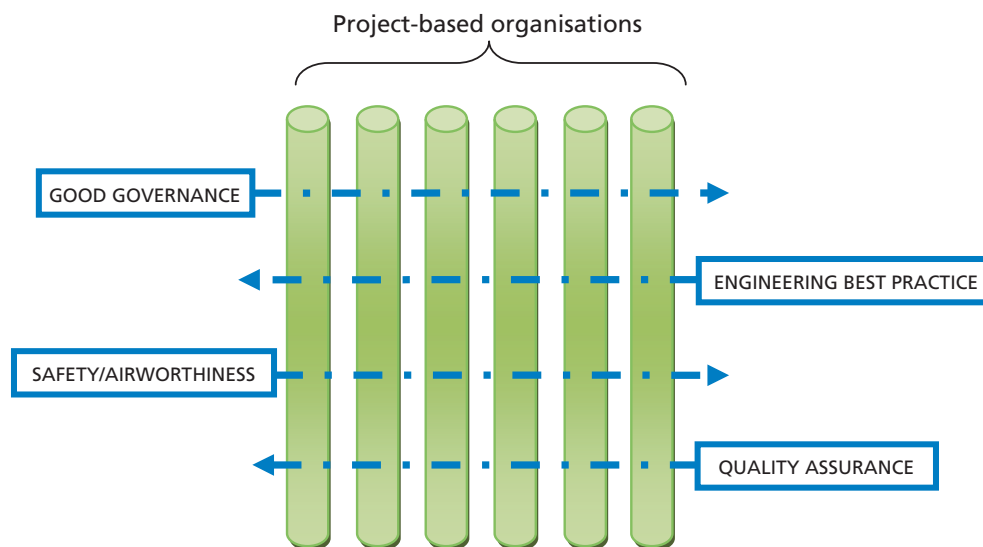 Project-based organisations
GOOD GOVERNANCE
ENGINEERING BEST PRACTICE
SAFETY/AIRWORTHINESS
QUALITY ASSURANCE